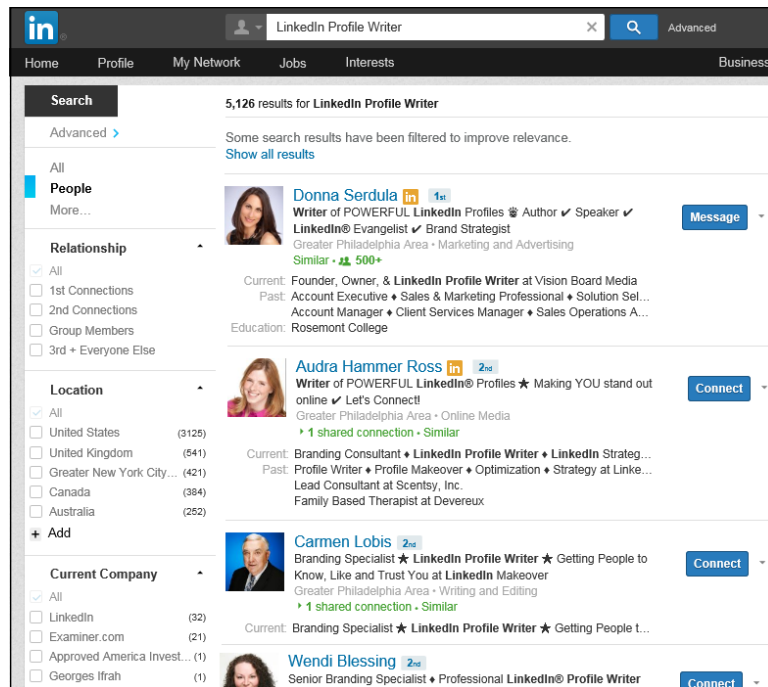 in ®
LinkedIn Profile Writer
Advanced
Home Profile My Network Jobs Interests Business
Search
Advanced >
All
People
More...
Relationship
All
1st Connections
2nd Connections
Group Members
3rd + Everyone Else
Location
All
United States (3125)
United Kingdom (541)
Greater New York City... (421)
Canada (384)
Australia (252)
+ Add
Current Company
All
LinkedIn (32)
Examiner.com (21)
Approved America Invest... (1)
Georges Ifrah (1)
5,126 results for LinkedIn Profile Writer
Some search results have been filtered to improve relevance.
Show all results
Donna Serdula in 1st
Writer of POWERFUL LinkedIn Profiles ♛ Author ✔ Speaker ✔
LinkedIn® Evangelist ✔ Brand Strategist
Greater Philadelphia Area • Marketing and Advertising
Similar • 500+
Message
Current: Founder, Owner, & LinkedIn Profile Writer at Vision Board Media
Past: Account Executive ♦ Sales & Marketing Professional ♦ Solution Sel...
Account Manager ♦ Client Services Manager ♦ Sales Operations A...
Education: Rosemont College
Audra Hammer Ross in 2nd
Writer of POWERFUL LinkedIn® Profiles ★ Making YOU stand out
online ✔ Let's Connect!
Greater Philadelphia Area • Online Media
1 shared connection • Similar
Connect
Current: Branding Consultant ♦ LinkedIn Profile Writer ♦ LinkedIn Strateg...
Past: Profile Writer ♦ Profile Makeover ♦ Optimization ♦ Strategy at Linke...
Lead Consultant at Scentsy, Inc.
Family Based Therapist at Devereux
Carmen Lobis 2nd
Branding Specialist ★ LinkedIn Profile Writer ★ Getting People to
Know, Like and Trust You at LinkedIn Makeover
Greater Philadelphia Area • Writing and Editing
1 shared connection • Similar
Connect
Current: Branding Specialist ★ LinkedIn Profile Writer ★ Getting People t...
Wendi Blessing 2nd
Senior Branding Specialist ♦ Professional LinkedIn® Profile Writer
Connect